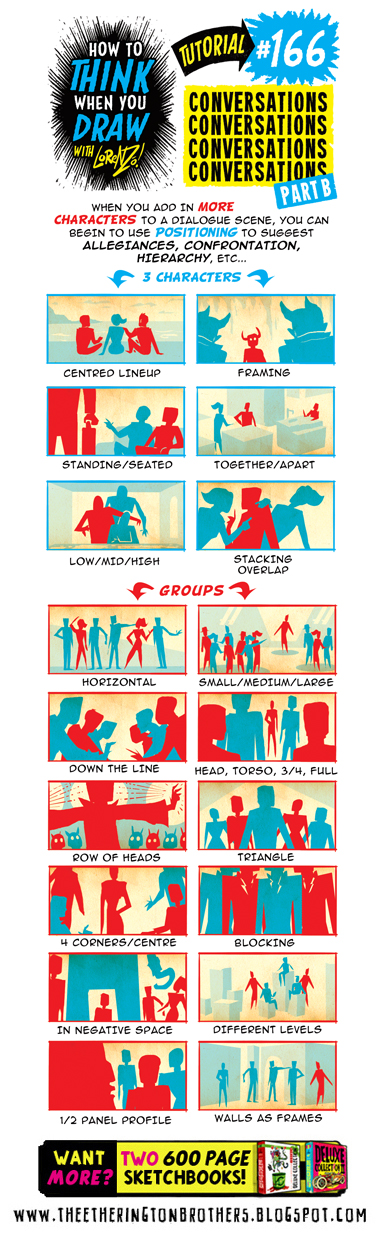 HOW TO
THINK
WHEN YOU
DRAW
WITH LORENZO!
TUTORIAL
#166
CONVERSATIONS
CONVERSATIONS
CONVERSATIONS
CONVERSATIONS
PART B
WHEN YOU ADD IN MORE
CHARACTERS TO A DIALOGUE SCENE, YOU CAN
BEGIN TO USE POSITIONING TO SUGGEST
ALLEGIANCES, CONFRONTATION,
HIERARCHY, ETC...
3 CHARACTERS
CENTRED LINEUP
FRAMING
STANDING/SEATED
TOGETHER/APART
LOW/MID/HIGH
STACKING
OVERLAP
GROUPS
HORIZONTAL
SMALL/MEDIUM/LARGE
DOWN THE LINE
HEAD, TORSO, 3/4, FULL
ROW OF HEADS
TRIANGLE
4 CORNERS/CENTRE
BLOCKING
IN NEGATIVE SPACE
DIFFERENT LEVELS
1/2 PANEL PROFILE
WALLS AS FRAMES
WANT
MORE?
TWO 600 PAGE
SKETCHBOOKS!
DELUXE
WWW.THEETHERINGTONBROTHERS.BLOGSPOT.COM